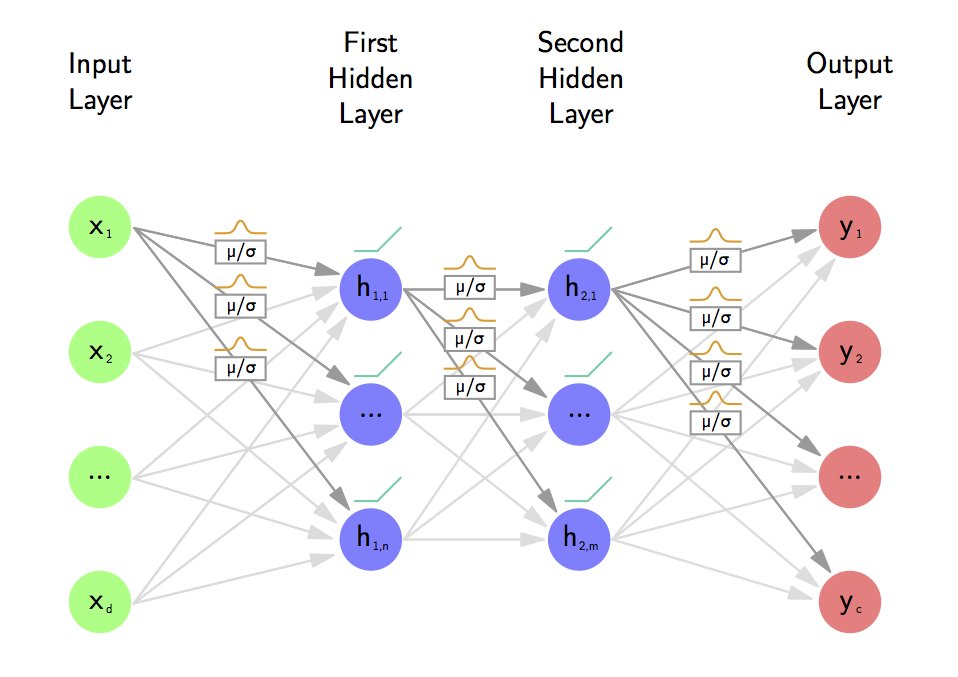 Input
Layer
First
Hidden
Layer
Second
Hidden
Layer
Output
Layer
x1
x2
...
xd
μ/σ
μ/σ
μ/σ
h1,1
...
h1,n
μ/σ
μ/σ
μ/σ
h2,1
...
h2,m
μ/σ
μ/σ
μ/σ
μ/σ
y1
y2
...
yc